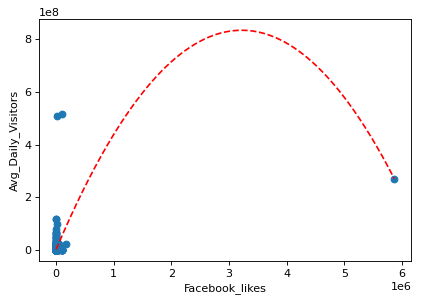 1e8
8
6
4
2
0
Avg_Daily_Visitors
0 1 2 3 4 5 6
1e6
Facebook_likes